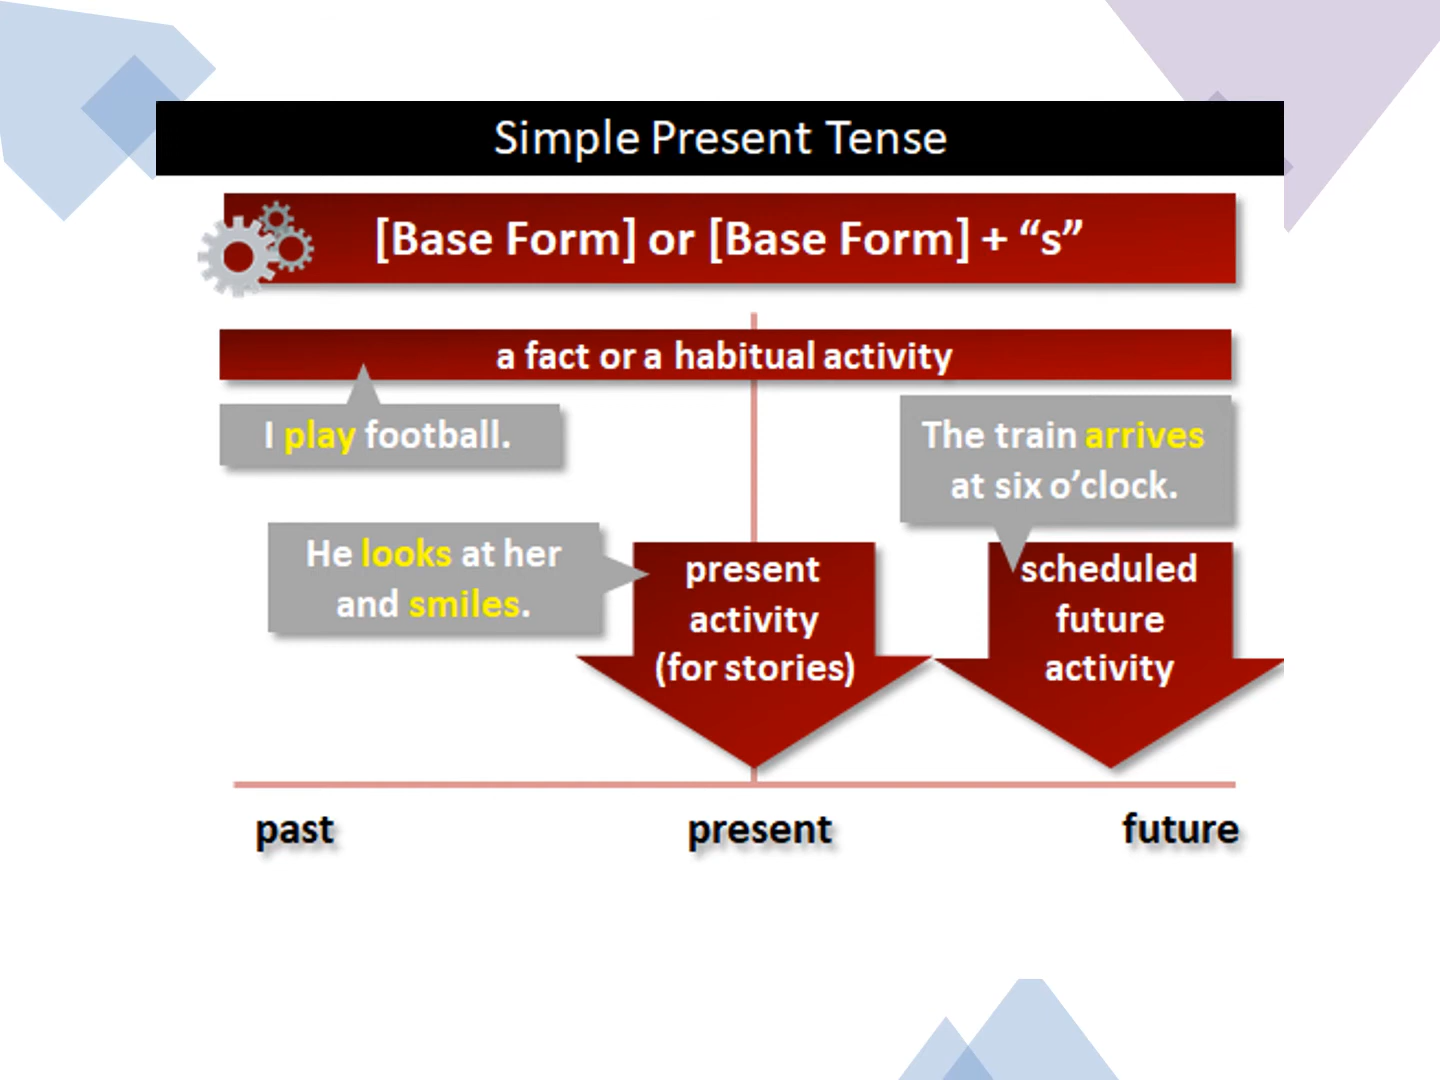 Simple Present Tense
[Base Form] or [Base Form] + “s”
a fact or a habitual activity
I play football.
The train arrives
at six o’clock.
He looks at her
and smiles.
present
activity
(for stories)
scheduled
future
activity
past
present
future